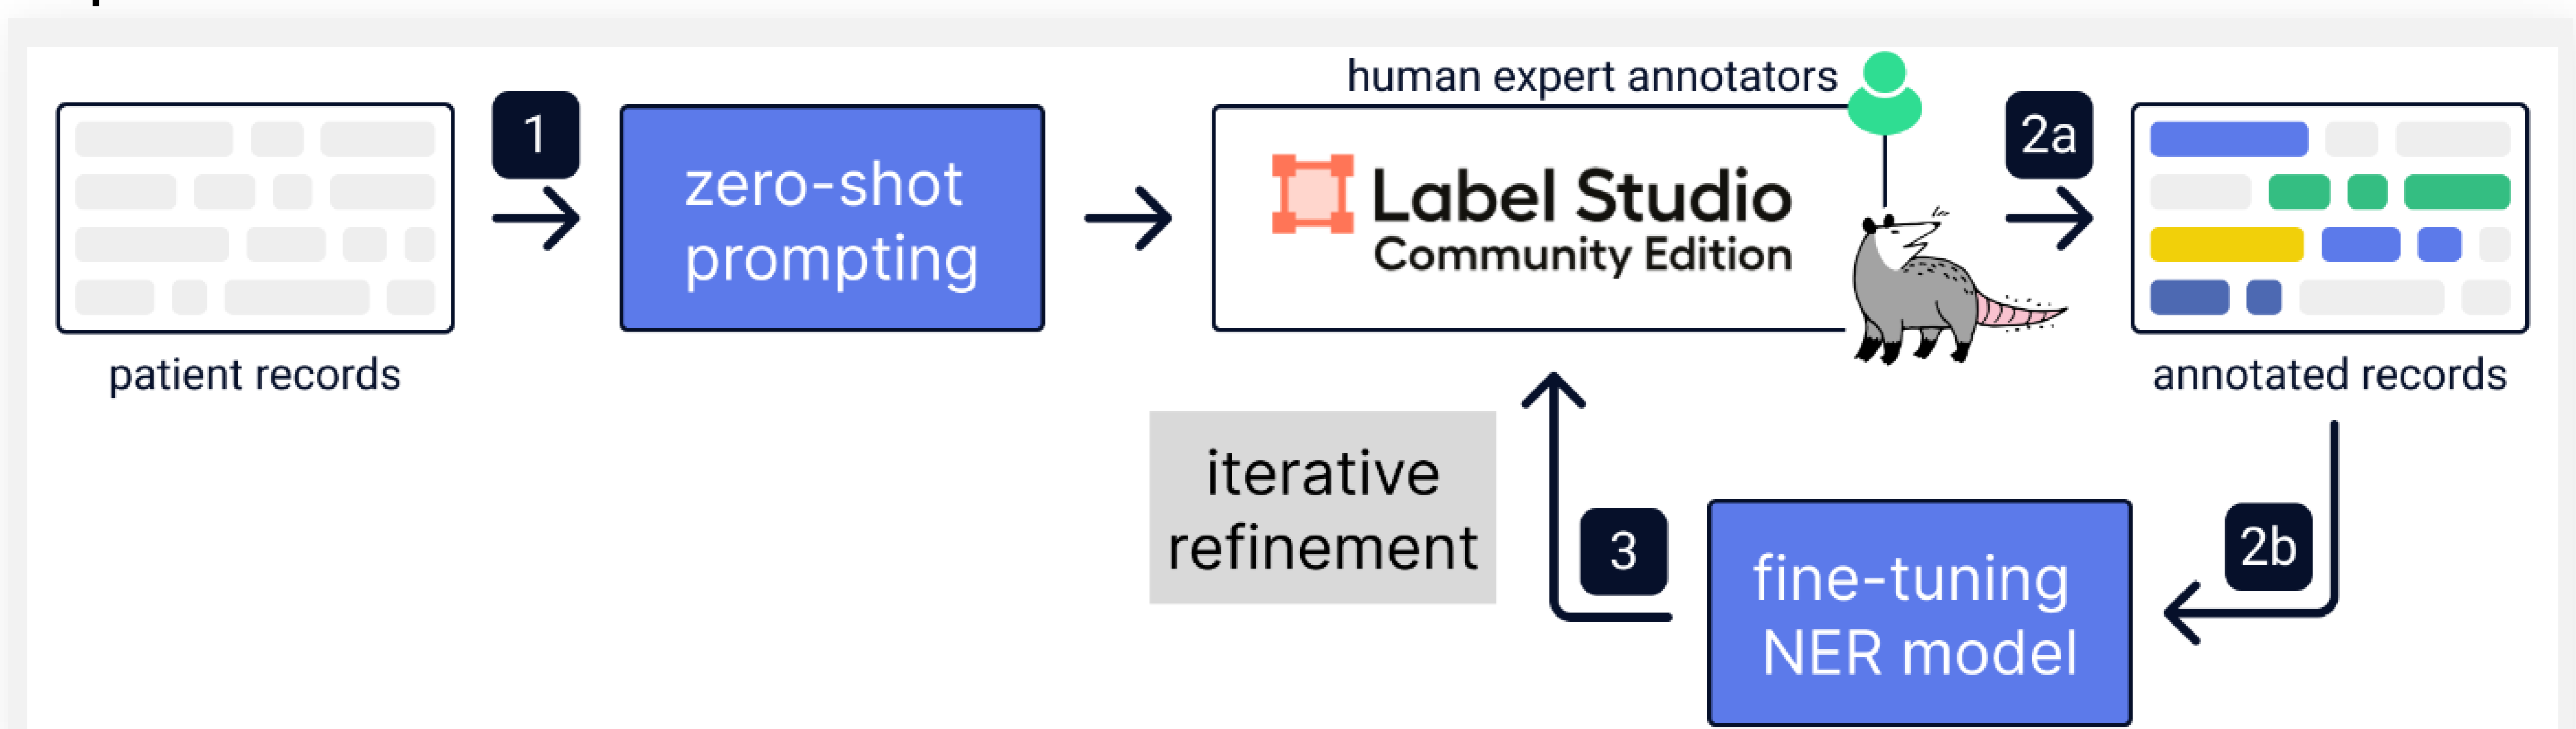 human expert annotators
1
2a
zero-shot
prompting
Label Studio
Community Edition
patient records
annotated records
iterative
refinement
3
2b
fine-tuning
NER model